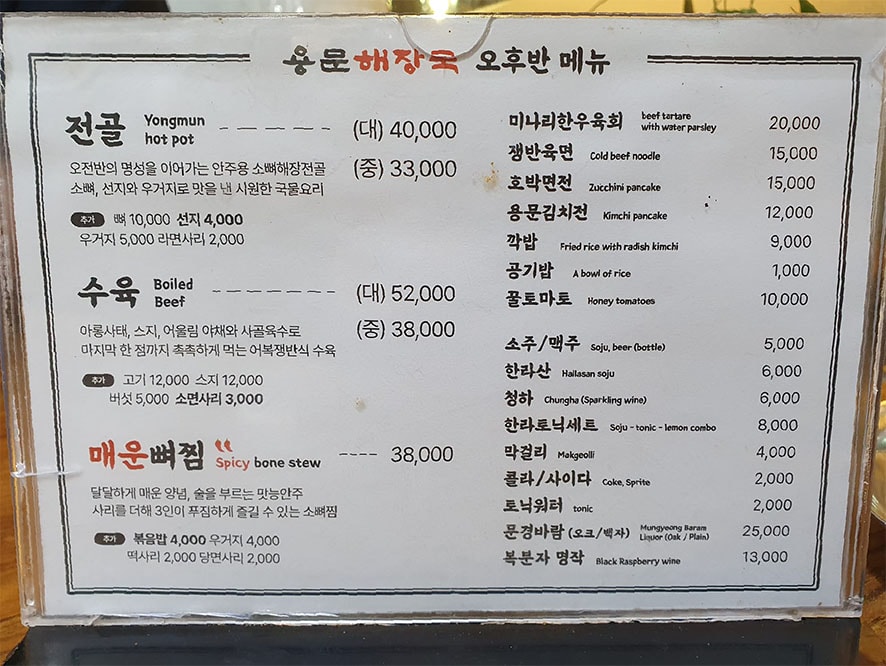 용문해장국 오후반 메뉴
전골 Yongmun hot pot ---- (대) 40,000
(중) 33,000
오전반의 명성을 이어가는 안주용 소뼈해장전골
소뼈, 선지와 우거지로 맛을 낸 시원한 국물요리
추가 뼈 10,000 선지 4,000
우거지 5,000 라면사리 2,000
수육 Boiled Beef ---- (대) 52,000
(중) 38,000
아롱사태, 스지, 어울림 야채와 사골육수로
마지막 한 점까지 촉촉하게 먹는 어복쟁반식 수육
추가 고기 12,000 스지 12,000
버섯 5,000 소면사리 3,000
매운뼈찜 Spicy bone stew ---- 38,000
달달하게 매운 양념, 술을 부르는 맛능안주
사리를 더해 3인이 푸짐하게 즐길 수 있는 소뼈찜
추가 볶음밥 4,000 우거지 4,000
떡사리 2,000 당면사리 2,000
미나리한우육회 beef tartare with water parsley 20,000
쟁반육면 Cold beef noodle 15,000
호박면전 Zucchini pancake 15,000
용문김치전 Kimchi pancake 12,000
깍밥 Fried rice with radish kimchi 9,000
공기밥 A bowl of rice 1,000
꿀토마토 Honey tomatoes 10,000
소주/맥주 Soju, beer (bottle) 5,000
한라산 Hallasan soju 6,000
청하 Chungha (Sparkling wine) 6,000
한라토닉세트 Soju - tonic - lemon combo 8,000
막걸리 Makgeolli 4,000
콜라/사이다 Coke, Sprite 2,000
토닉워터 tonic 2,000
문경바람 (오크/백자) Mungyeong Baram Liquor (Oak / Plain) 25,000
복분자 명작 Black Raspberry wine 13,000